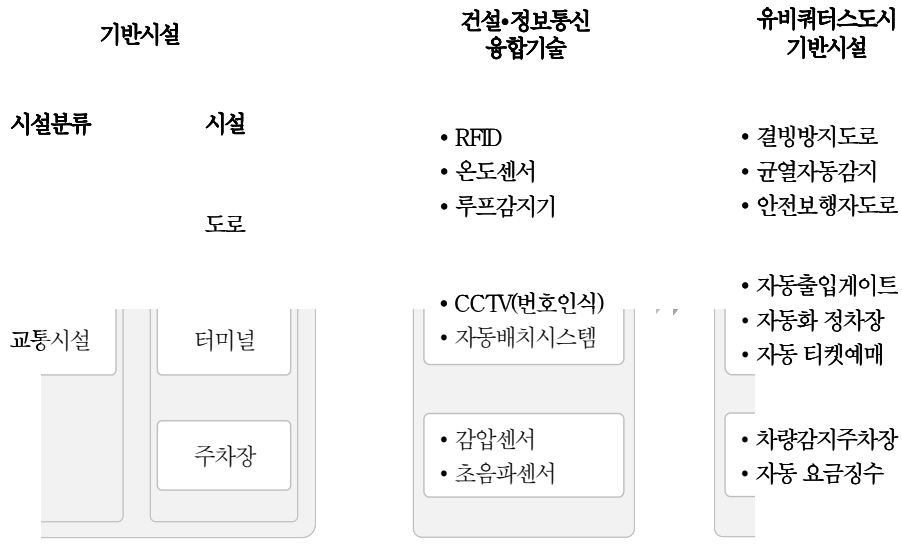 기반시설
건설•정보통신
융합기술
유비쿼터스도시
기반시설
시설분류
시설
• RFID
• 온도센서
• 루프감지기
• 결빙방지도로
• 균열자동감지
• 안전보행자도로
도로
• CCTV(번호인식)
• 자동배치시스템
• 자동출입게이트
• 자동화 정차장
• 자동 티켓예매
교통시설
터미널
주차장
• 감압센서
• 초음파센서
• 차량감지주차장
• 자동 요금징수